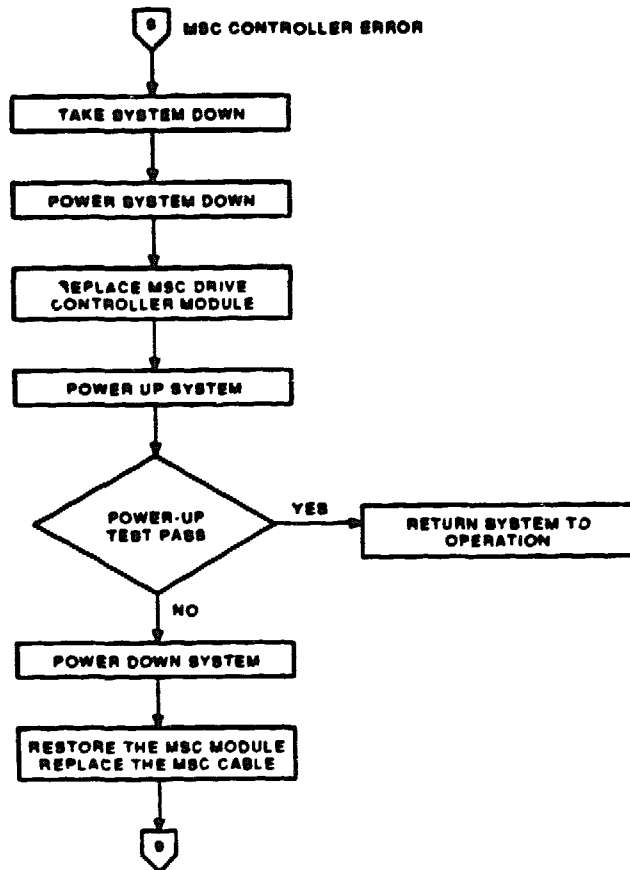 MSC CONTROLLER ERROR
TAKE SYSTEM DOWN
POWER SYSTEM DOWN
REPLACE MSC DRIVE
CONTROLLER MODULE
POWER UP SYSTEM
POWER-UP
TEST PASS
YES
RETURN SYSTEM TO
OPERATION
NO
POWER DOWN SYSTEM
RESTORE THE MSC MODULE
REPLACE THE MSC CABLE